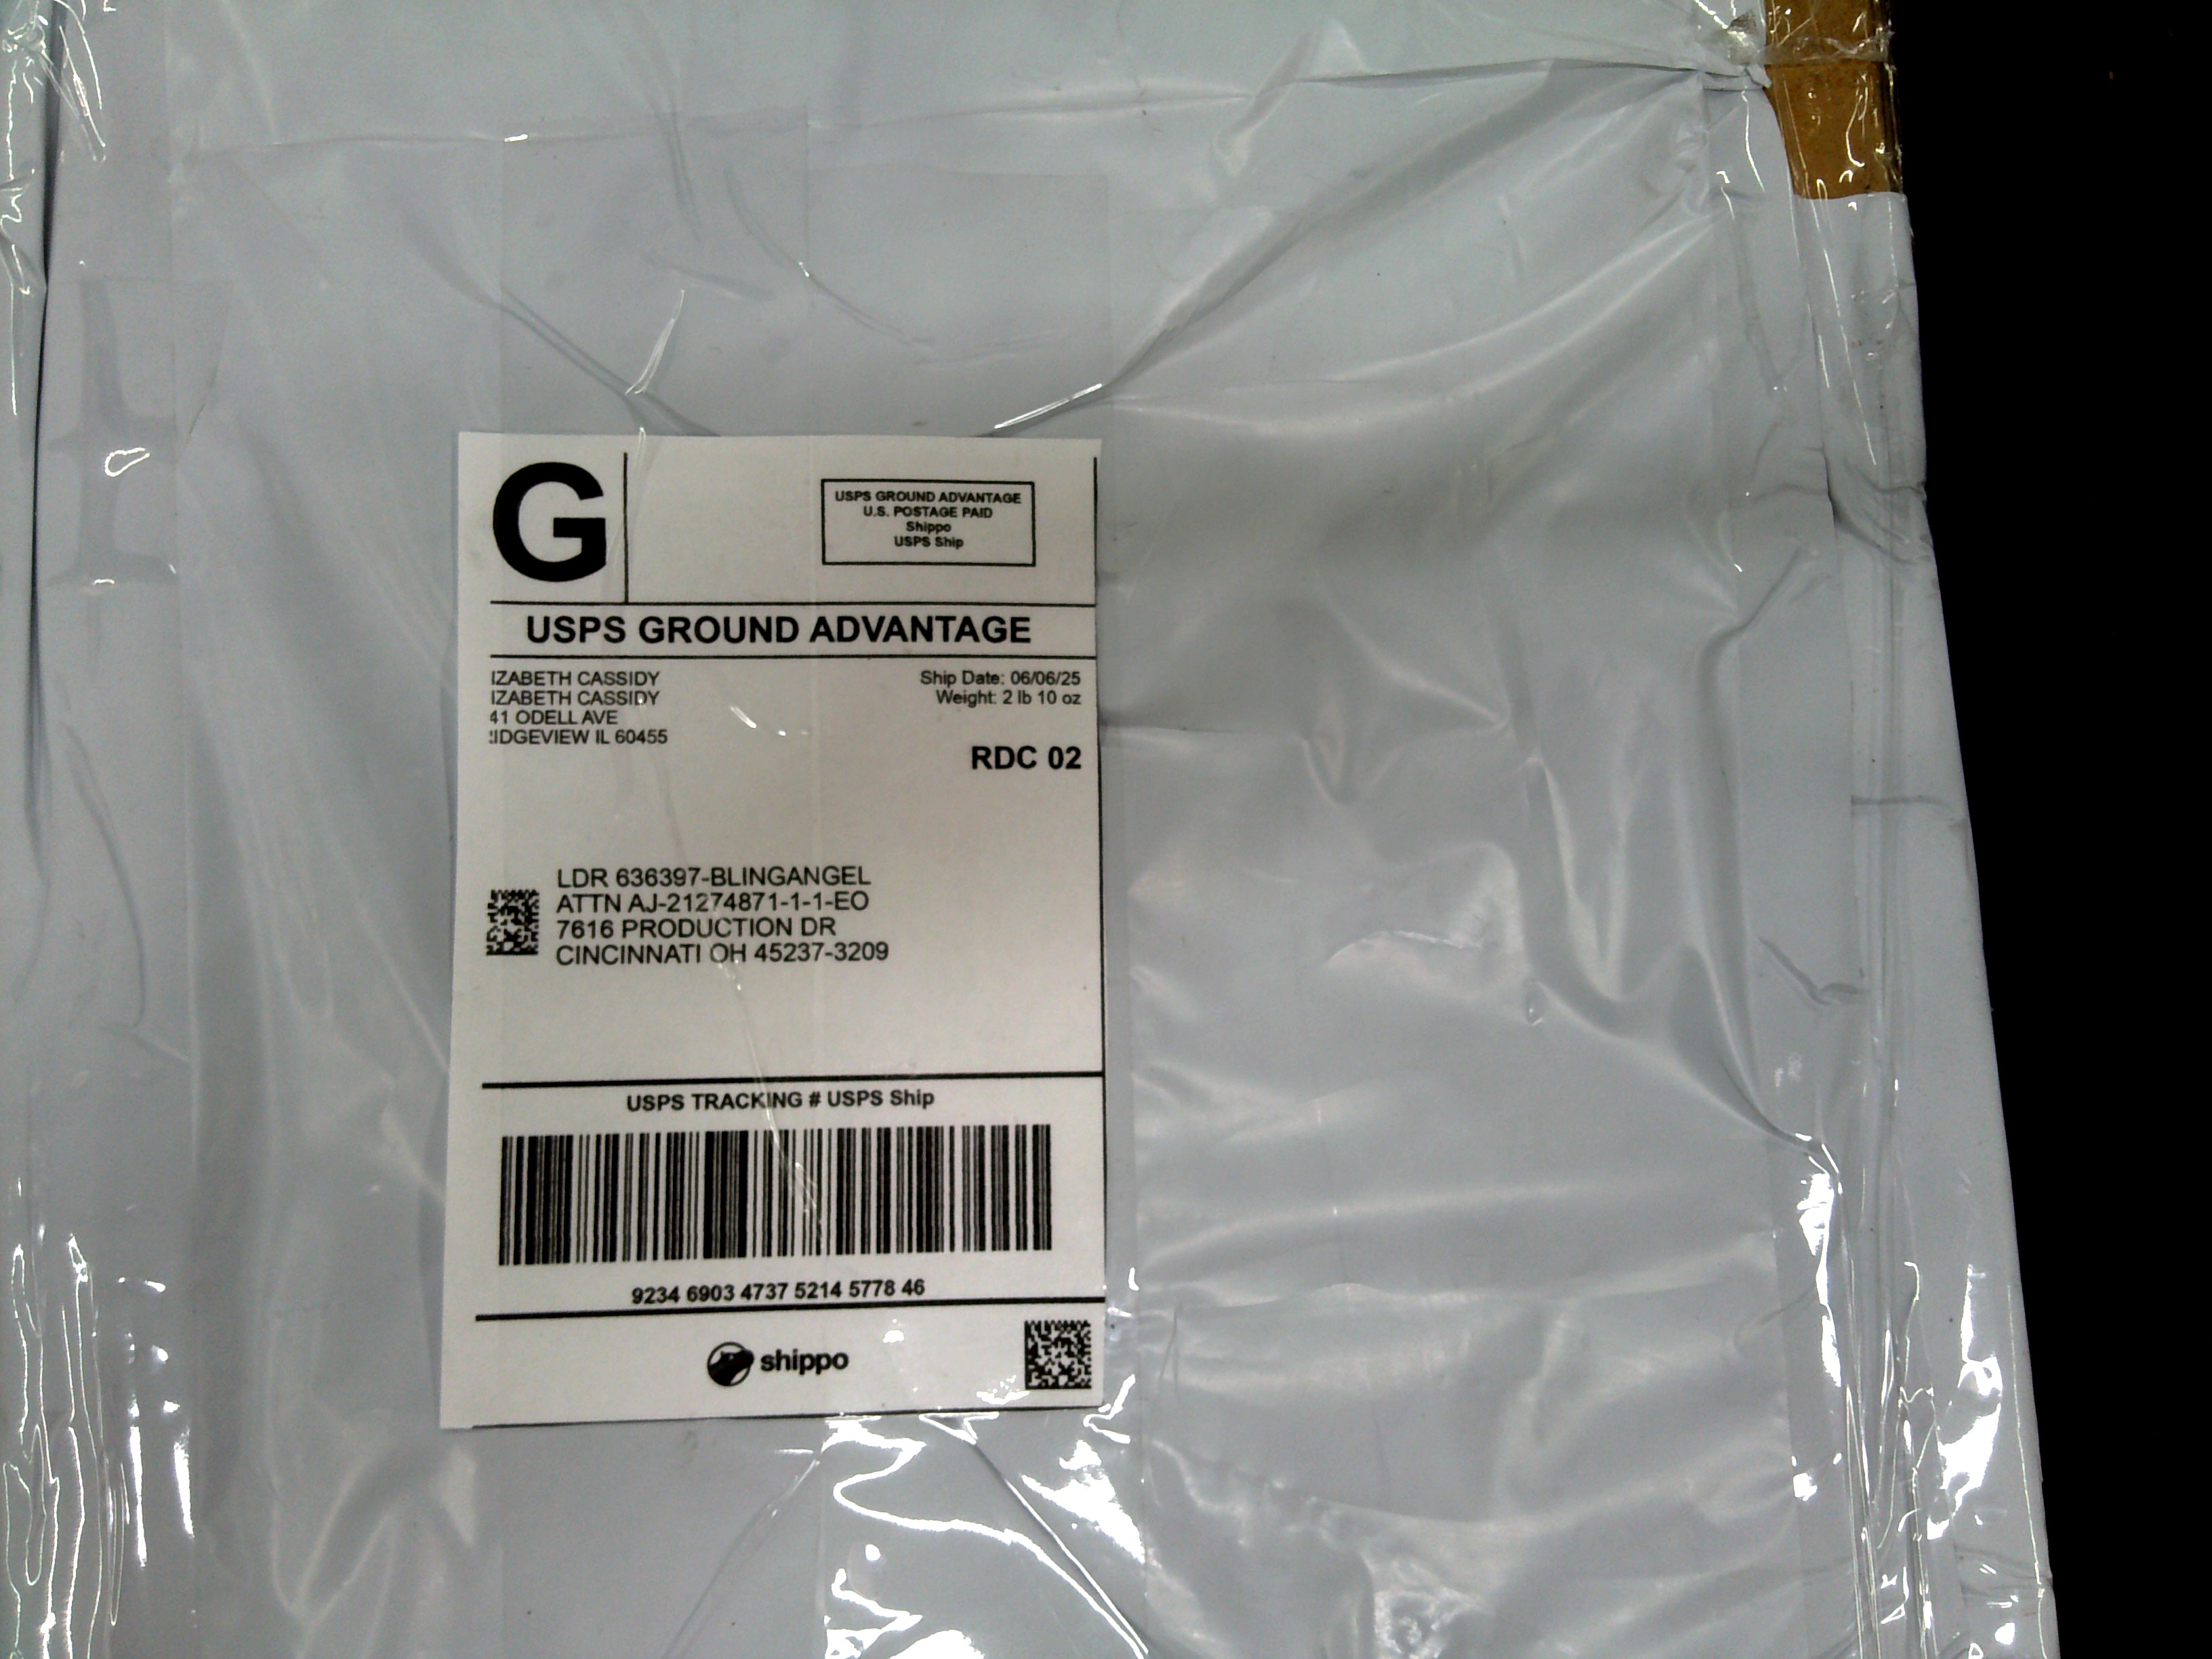 G
USPS GROUND ADVANTAGE
U.S. POSTAGE PAID
Shippo
USPS Ship
USPS GROUND ADVANTAGE
IZABETH CASSIDY
IZABETH CASSIDY
41 ODELL AVE
IDGEVIEW IL 60455
Ship Date: 06/06/25
Weight: 2 lb 10 oz
RDC 02
LDR 636397-BLINGANGEL
ATTN AJ-21274871-1-1-EO
7616 PRODUCTION DR
CINCINNATI OH 45237-3209
USPS TRACKING # USPS Ship
9234 6903 4737 5214 5778 46
shippo